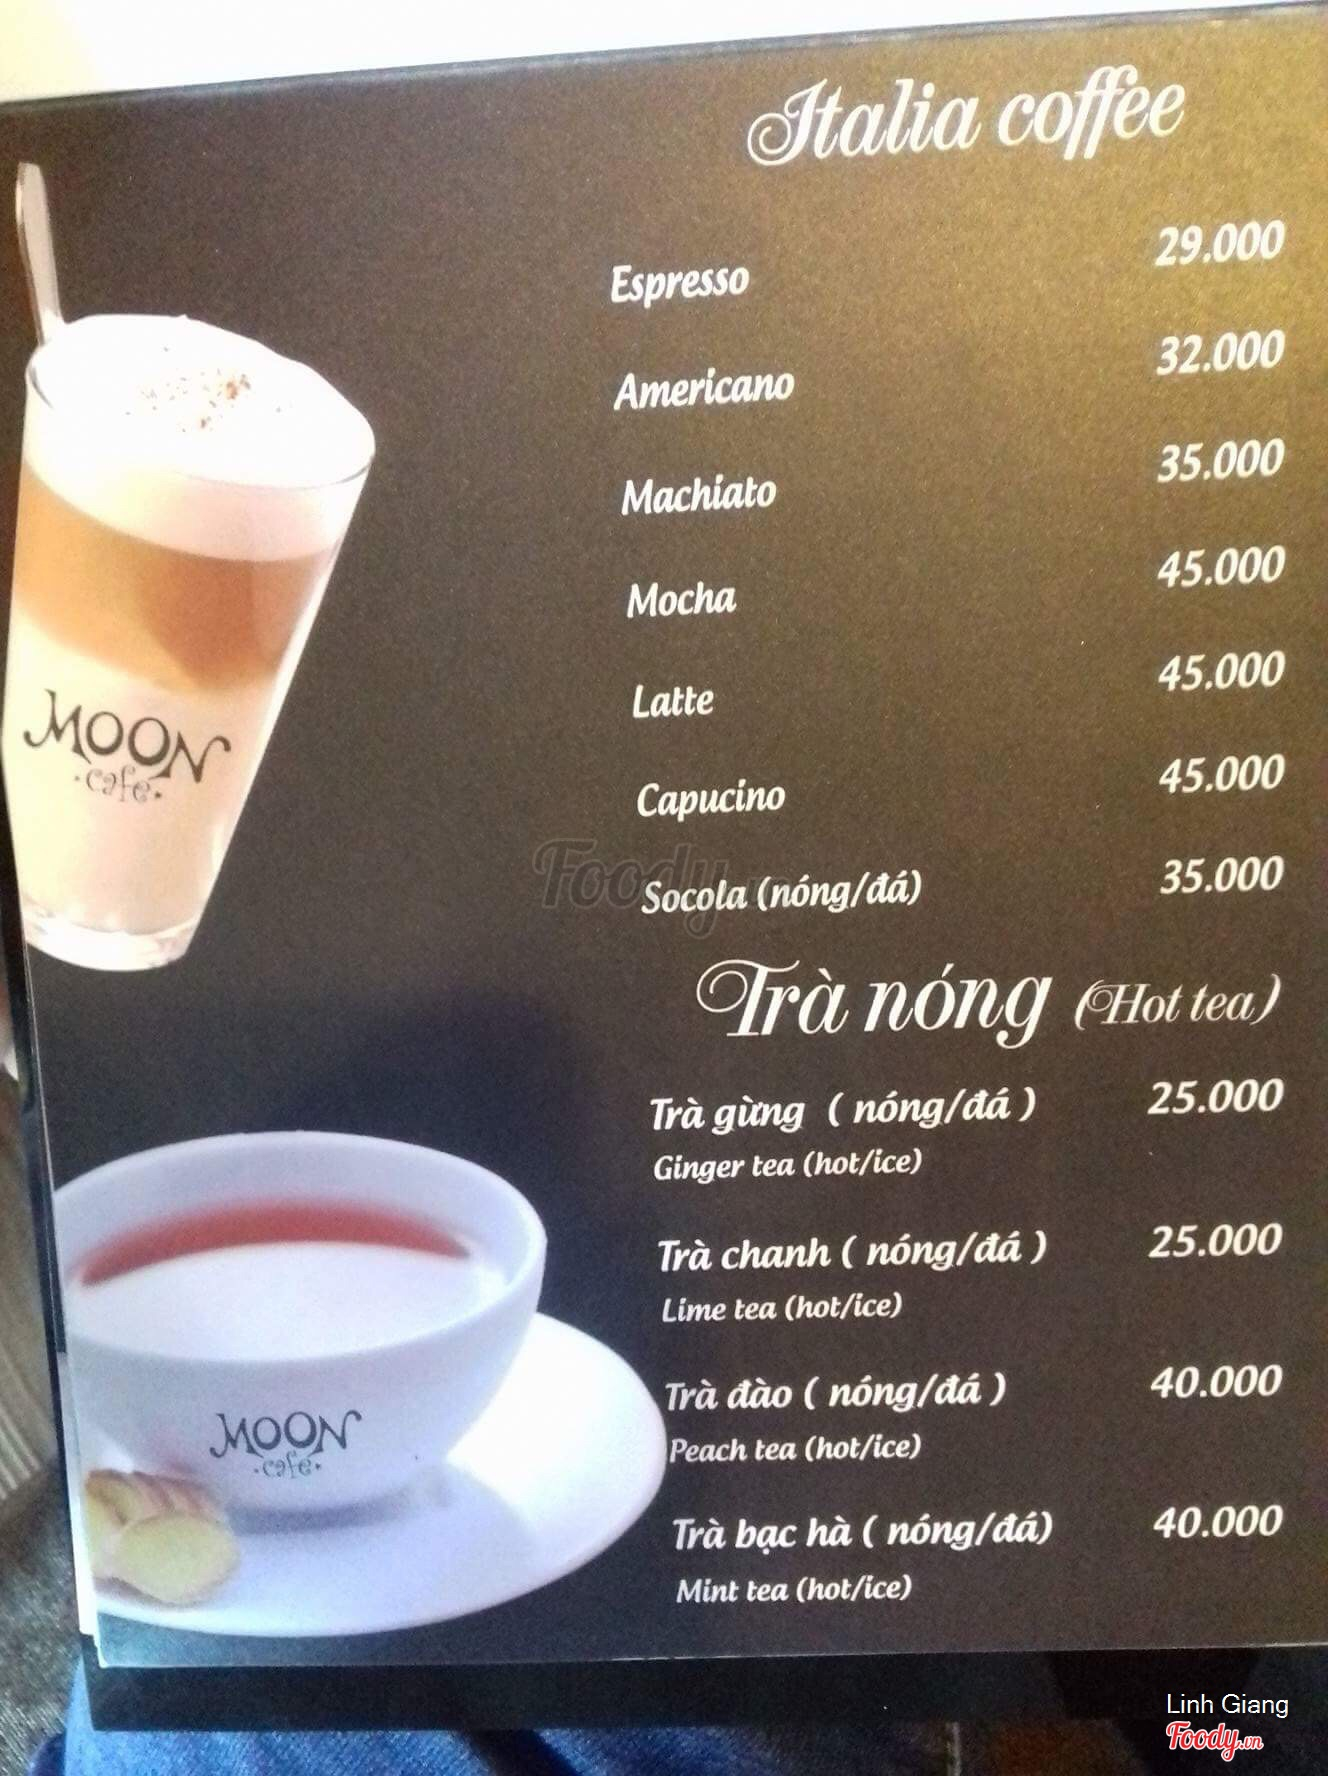 Italia coffee
Espresso 29.000
Americano 32.000
Machiato 35.000
Mocha 45.000
Latte 45.000
Capucino 45.000
Socola (nóng/đá) 35.000
Trà nóng (Hot tea)
Trà gừng ( nóng/đá ) 25.000
Ginger tea (hot/ice)
Trà chanh ( nóng/đá ) 25.000
Lime tea (hot/ice)
Trà đào ( nóng/đá ) 40.000
Peach tea (hot/ice)
Trà bạc hà ( nóng/đá) 40.000
Mint tea (hot/ice)
MOON
cafe
MOON
cafe
Foody.vn
Linh Giang
Foody.vn